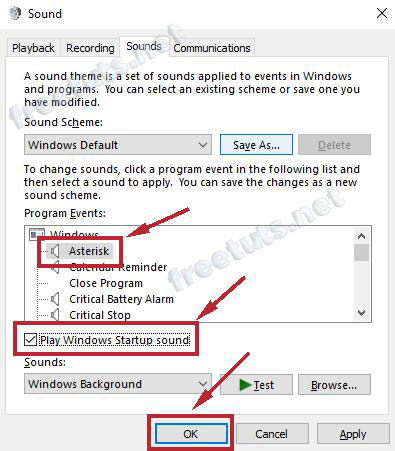 Sound
Playback Recording Sounds Communications
A sound theme is a set of sounds applied to events in Windows
and programs. You can select an existing scheme or save one you
have modified.
Sound Scheme:
Windows Default Save As... Delete
To change sounds, click a program event in the following list and
then select a sound to apply. You can save the changes as a new
sound scheme.
Program Events:
Windows
Asterisk
Calendar Reminder
Close Program
Critical Battery Alarm
Critical Stop
Play Windows Startup sound
Sounds:
Windows Background Test Browse...
OK Cancel Apply
freetuts.net
freetuts.net